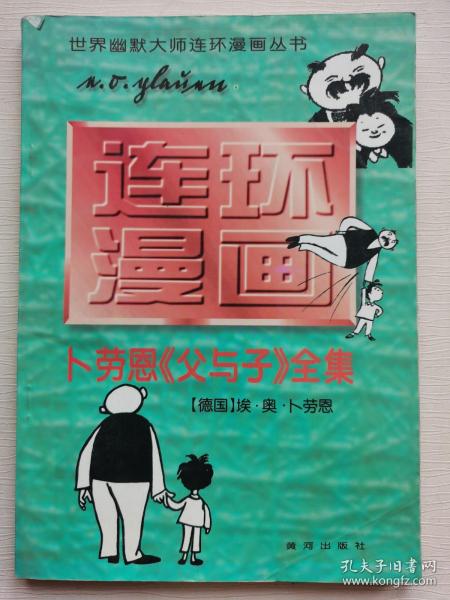 世界幽默大师连环漫画丛书
e.o.plauen
连环
漫画
卜劳恩《父与子》全集
【德国】埃·奥·卜劳恩
黄河出版社
孔夫子旧书网
www.kongfz.com